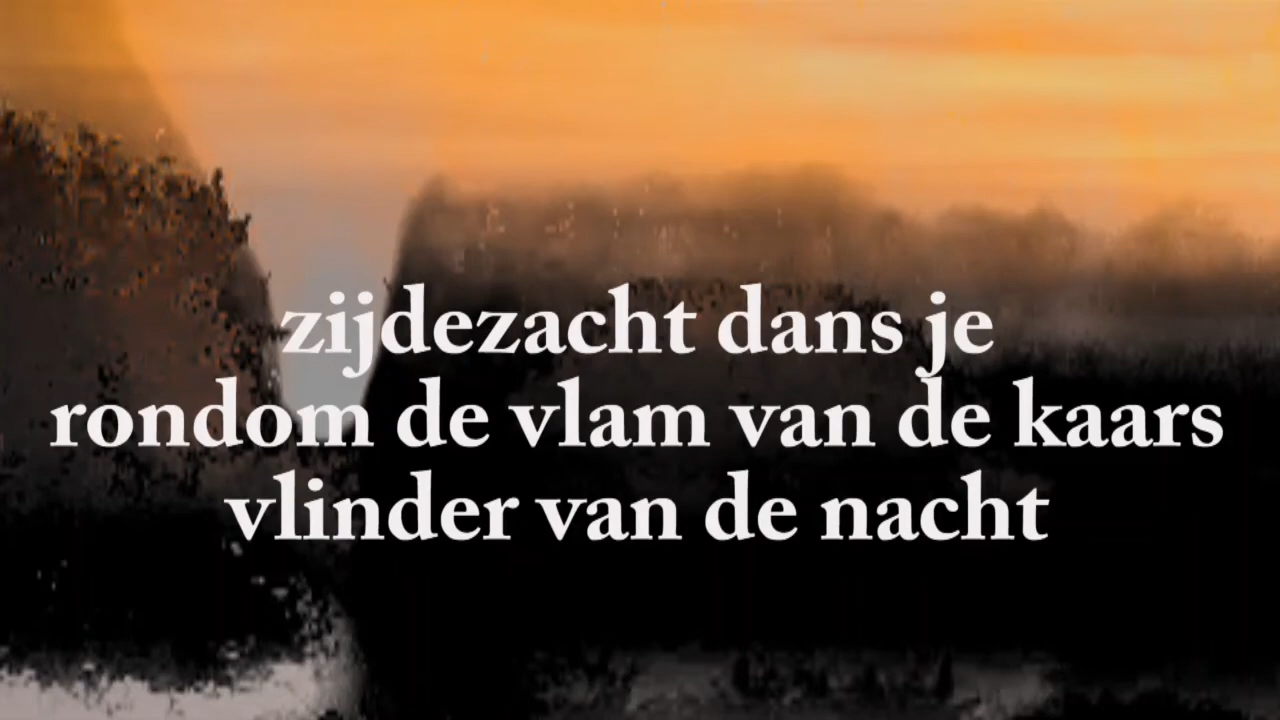 zijdezacht dans je
rondom de vlam van de kaars
vlinder van de nacht